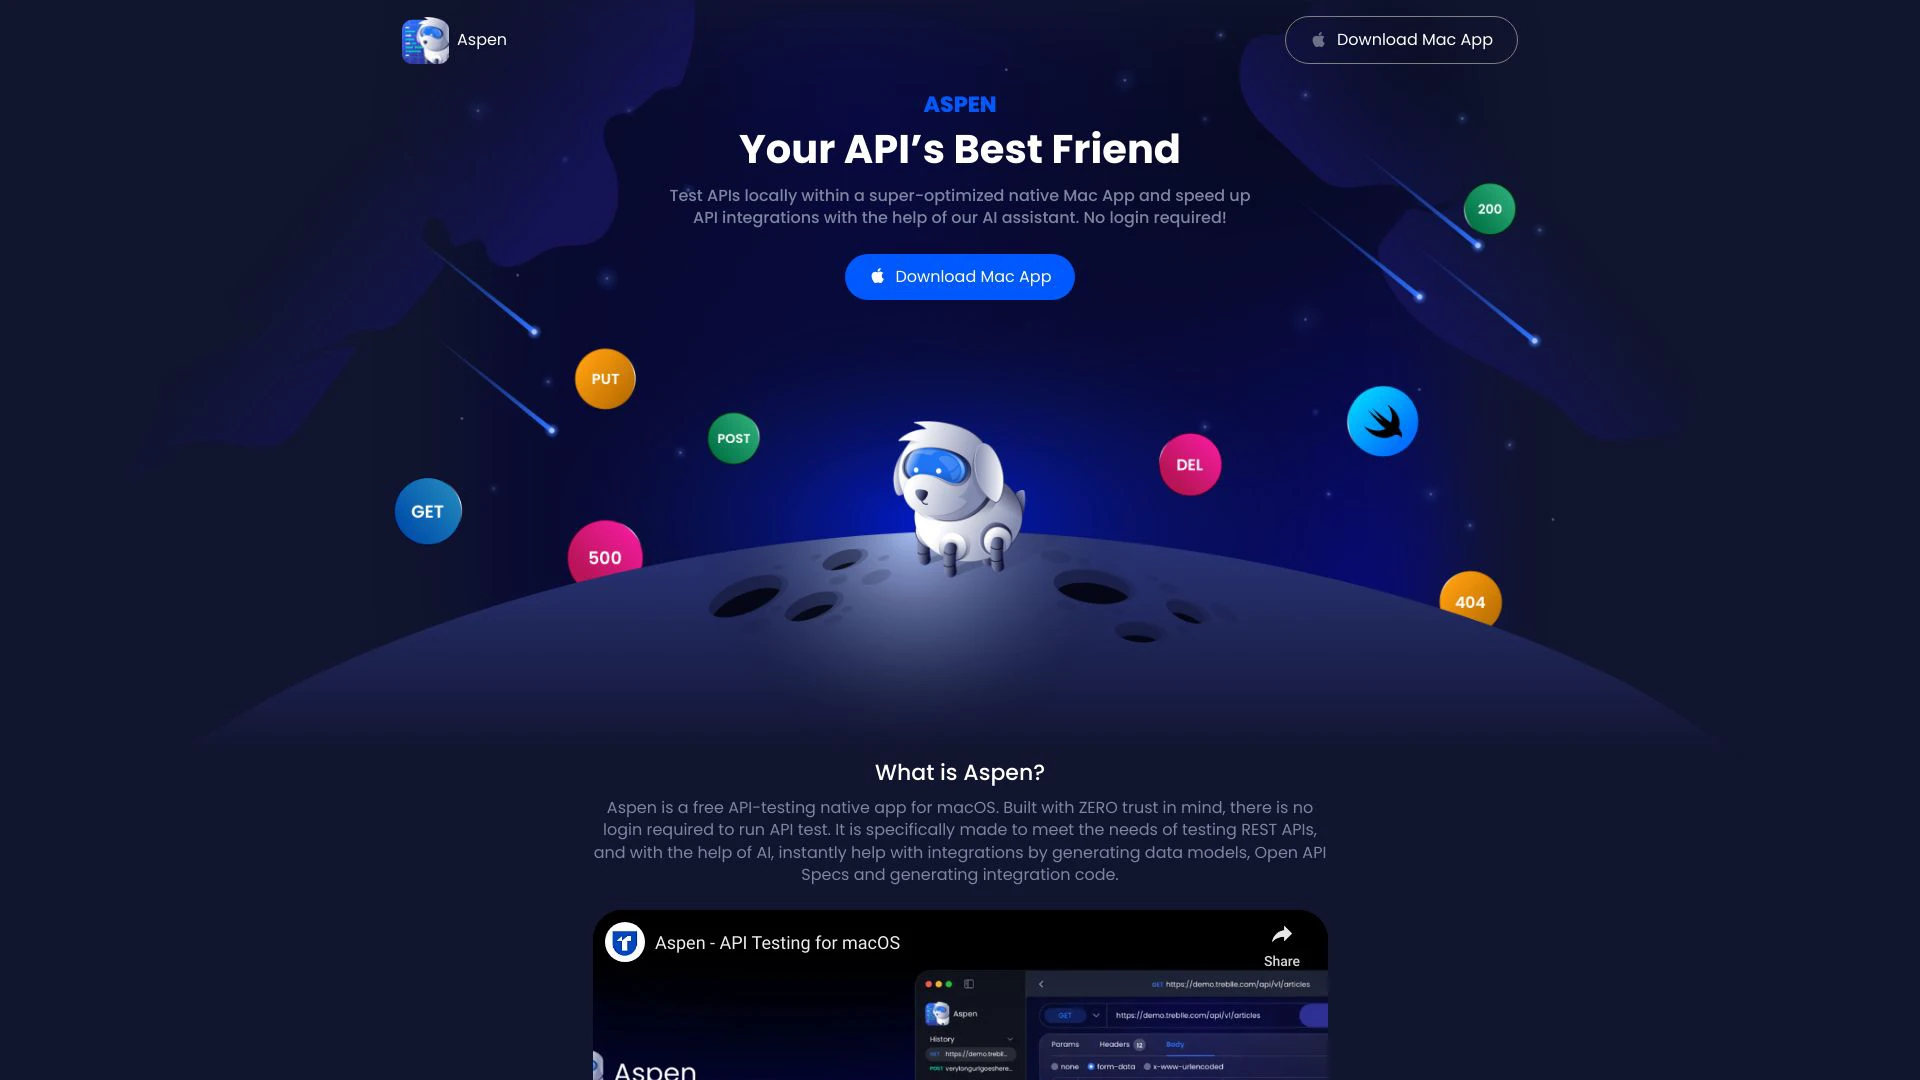 Aspen
Download Mac App
ASPEN
Your API’s Best Friend
Test APIs locally within a super-optimized native Mac App and speed up
API integrations with the help of our AI assistant. No login required!
Download Mac App
200
PUT
POST
DEL
GET
500
404
What is Aspen?
Aspen is a free API-testing native app for macOS. Built with ZERO trust in mind, there is no
login required to run API test. It is specifically made to meet the needs of testing REST APIs,
and with the help of AI, instantly help with integrations by generating data models, Open API
Specs and generating integration code.
Aspen - API Testing for macOS
Share
GET https://demo.treblle.com/api/v1/articles
Aspen
GET https://demo.treblle.com/api/v1/articles
History
Params Headers 12 Body
GET https://demo.trebll...
none form-data x-www-urlencoded
POST verylongurlgoeshere...
Aspen